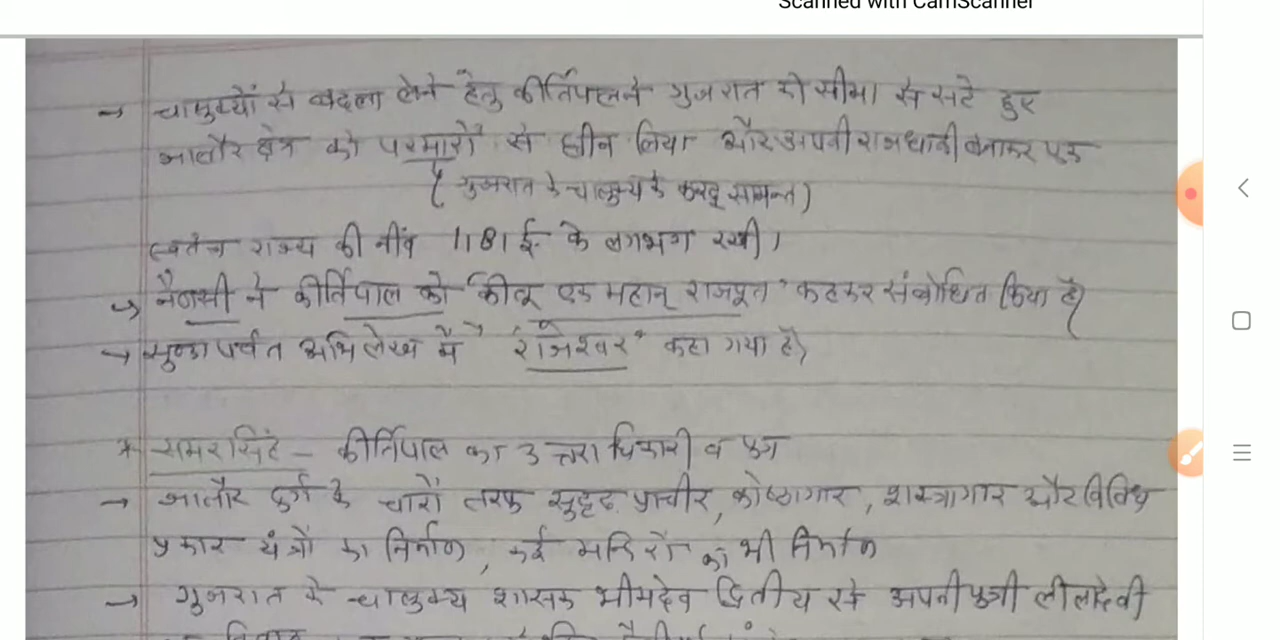 Scanned with CamScanner
→ चालुक्यों से बदला लेने हेतु कीर्तिपालने गुजरात की सीमा से सटे हुए
जालौर क्षेत्र को परमारों से छीन लिया और अपनी राजधानी बनाकर एक
( गुजरात के चालुक्य के सामन्त)
स्वतंत्र राज्य की नींव 1181 ई. के लगभग रखी।
→ नैणसी ने कीर्तिपाल को 'कीतू एक महान् राजपूत' कहकर संबोधित किया है।
→ सुन्डा पर्वत अभिलेख में 'राजेश्वर' कहा गया है।
* समरसिंह – कीर्तिपाल का उत्तराधिकारी व पुत्र
→ जालौर दुर्ग के चारों तरफ सुदृढ़ प्राचीर, कोष्ठागार, शस्त्रागार और विविध
प्रकार यंत्रों का निर्माण, कई मन्दिरों का भी निर्माण
→ गुजरात के चालुक्य शासक भीमदेव द्वितीय से अपनी पुत्री लीलादेवी